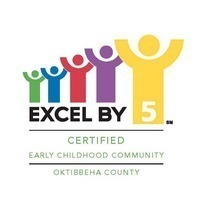 EXCEL BY 5 SM
CERTIFIED
EARLY CHILDHOOD COMMUNITY
OKTIBBEHA COUNTY